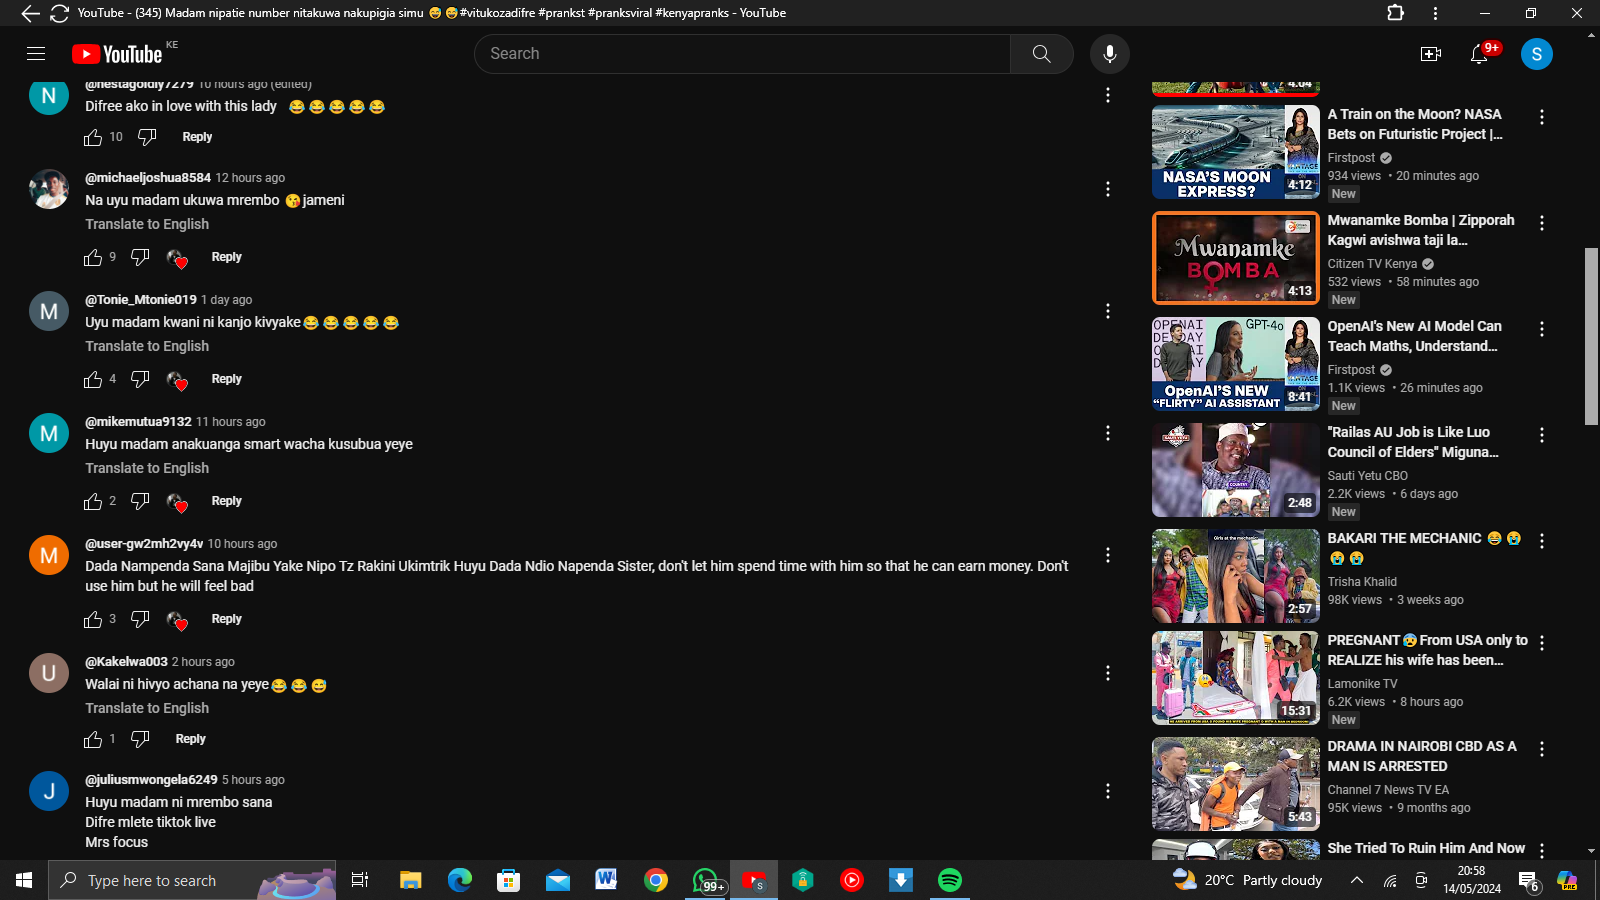 YouTube - (345) Madam nipatie number nitakuwa nakupigia simu 😅 😅#vitukozadifre #prankst #pranksviral #kenyapranks - YouTube
YouTube KE
Search
9+
S
N
@nestagoldiy7279 10 hours ago (edited)
Difree ako in love with this lady 😂😂😂😂😂
10 Reply
@michaeljoshua8584 12 hours ago
Na uyu madam ukuwa mrembo 😘jameni
Translate to English
9 Reply
M
@Tonie_Mtonie019 1 day ago
Uyu madam kwani ni kanjo kivyake😂😂😂😂😂
Translate to English
4 Reply
M
@mikemutua9132 11 hours ago
Huyu madam anakuanga smart wacha kusubua yeye
Translate to English
2 Reply
M
@user-gw2mh2vy4v 10 hours ago
Dada Nampenda Sana Majibu Yake Nipo Tz Rakini Ukimtrik Huyu Dada Ndio Napenda Sister, don't let him spend time with him so that he can earn money. Don't
use him but he will feel bad
3 Reply
U
@Kakelwa003 2 hours ago
Walai ni hivyo achana na yeye😂😂😅
Translate to English
1 Reply
J
@juliusmwongela6249 5 hours ago
Huyu madam ni mrembo sana
Difre mlete tiktok live
Mrs focus
4:04
NASA'S MOON
EXPRESS?
4:12
A Train on the Moon? NASA
Bets on Futuristic Project |...
Firstpost
934 views • 20 minutes ago
New
Mwanamke
BOMBA
4:13
Mwanamke Bomba | Zipporah
Kagwi avishwa taji la...
Citizen TV Kenya
532 views • 58 minutes ago
New
GPT-4o
OpenAI'S NEW
"FLIRTY" AI ASSISTANT
8:41
OpenAI's New AI Model Can
Teach Maths, Understand...
Firstpost
1.1K views • 26 minutes ago
New
SAUTI YETU
COUNTRY
2:48
"Railas AU Job is Like Luo
Council of Elders" Miguna...
Sauti Yetu CBO
2.2K views • 6 days ago
New
Girls at the mechanic
2:57
BAKARI THE MECHANIC 😂😭
😭😭
Trisha Khalid
98K views • 3 weeks ago
15:31
PREGNANT😰From USA only to
REALIZE his wife has been...
Lamonike TV
6.2K views • 8 hours ago
New
5:43
DRAMA IN NAIROBI CBD AS A
MAN IS ARRESTED
Channel 7 News TV EA
95K views • 9 months ago
She Tried To Ruin Him And Now
Type here to search
99+
S
20°C Partly cloudy
20:58
14/05/2024
6
PRE